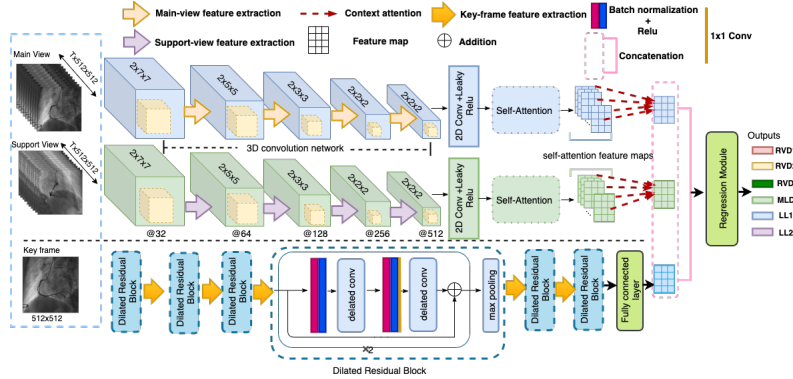 Main-view feature extraction
Context attention
Key-frame feature extraction
Batch normalization
+
Relu
Support-view feature extraction
Feature map
Addition
Concatenation
1x1 Conv
Main View
Tx512x512
2x7x7
2x5x5
2x3x3
2x2x2
2x2x2
2D Conv +Leaky
Relu
Self-Attention
3D convolution network
Support View
Tx512x512
2x7x7
2x5x5
2x3x3
2x2x2
2x2x2
2D Conv +Leaky
Relu
Self-Attention
self-attention feature maps
@32
@64
@128
@256
@512
Regression Module
Outputs
RVD
RVD
MLD
LL1
LL2
Key frame
512x512
Dilated Residual
Block
Dilated Residual
Block
Dilated Residual
Block
delated conv
delated conv
max pooling
×2
Dilated Residual Block
Dilated Residual
Block
Dilated Residual
Block
Fully connected
layer